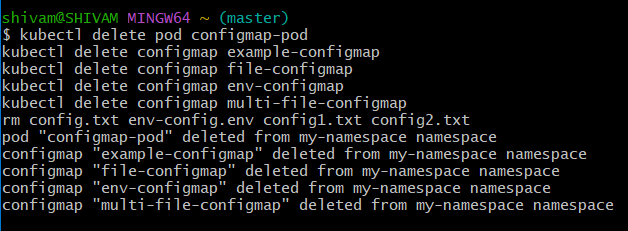 shivam@SHIVAM MINGW64 ~ (master)
$ kubectl delete pod configmap-pod
kubectl delete configmap example-configmap
kubectl delete configmap file-configmap
kubectl delete configmap env-configmap
kubectl delete configmap multi-file-configmap
rm config.txt env-config.env config1.txt config2.txt
pod "configmap-pod" deleted from my-namespace namespace
configmap "example-configmap" deleted from my-namespace namespace
configmap "file-configmap" deleted from my-namespace namespace
configmap "env-configmap" deleted from my-namespace namespace
configmap "multi-file-configmap" deleted from my-namespace namespace